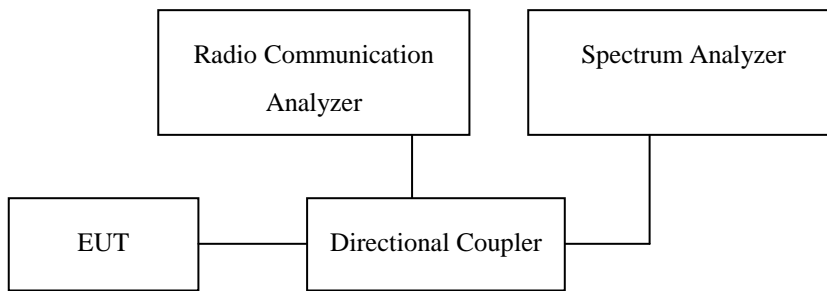 Radio Communication
Analyzer
Spectrum Analyzer
EUT
Directional Coupler